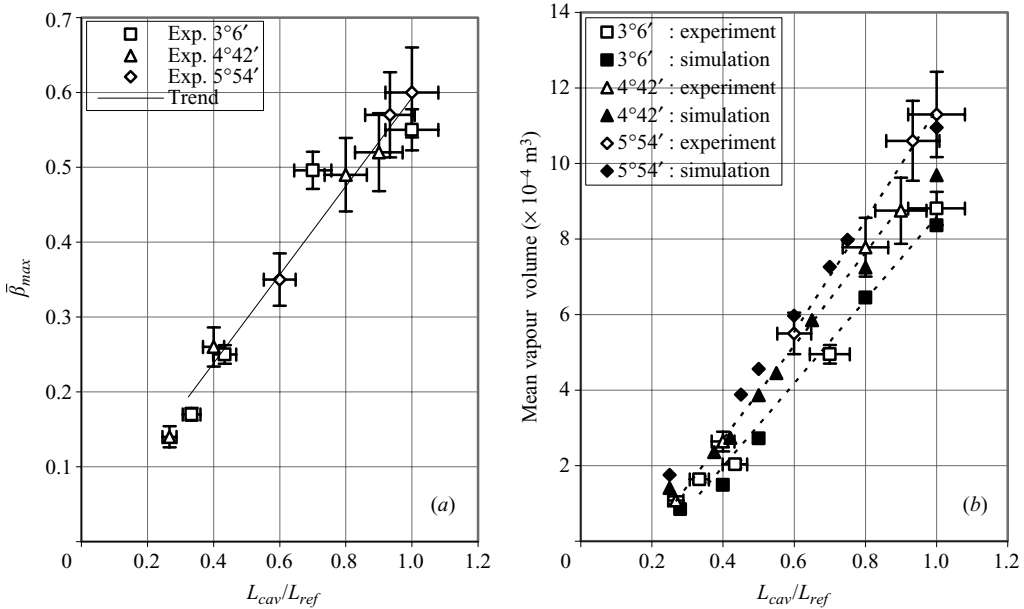 0.7
0.6
0.5
0.4
0.3
0.2
0.1
0
0.2
0.4
0.6
0.8
1.0
1.2
β̄max
Lcav/Lref
Exp. 3°6′
Exp. 4°42′
Exp. 5°54′
Trend
(a)
14
12
10
8
6
4
2
0
0.2
0.4
0.6
0.8
1.0
1.2
Mean vapour volume (× 10–4 m3)
Lcav/Lref
3°6′ : experiment
3°6′ : simulation
4°42′ : experiment
4°42′ : simulation
5°54′ : experiment
5°54′ : simulation
(b)